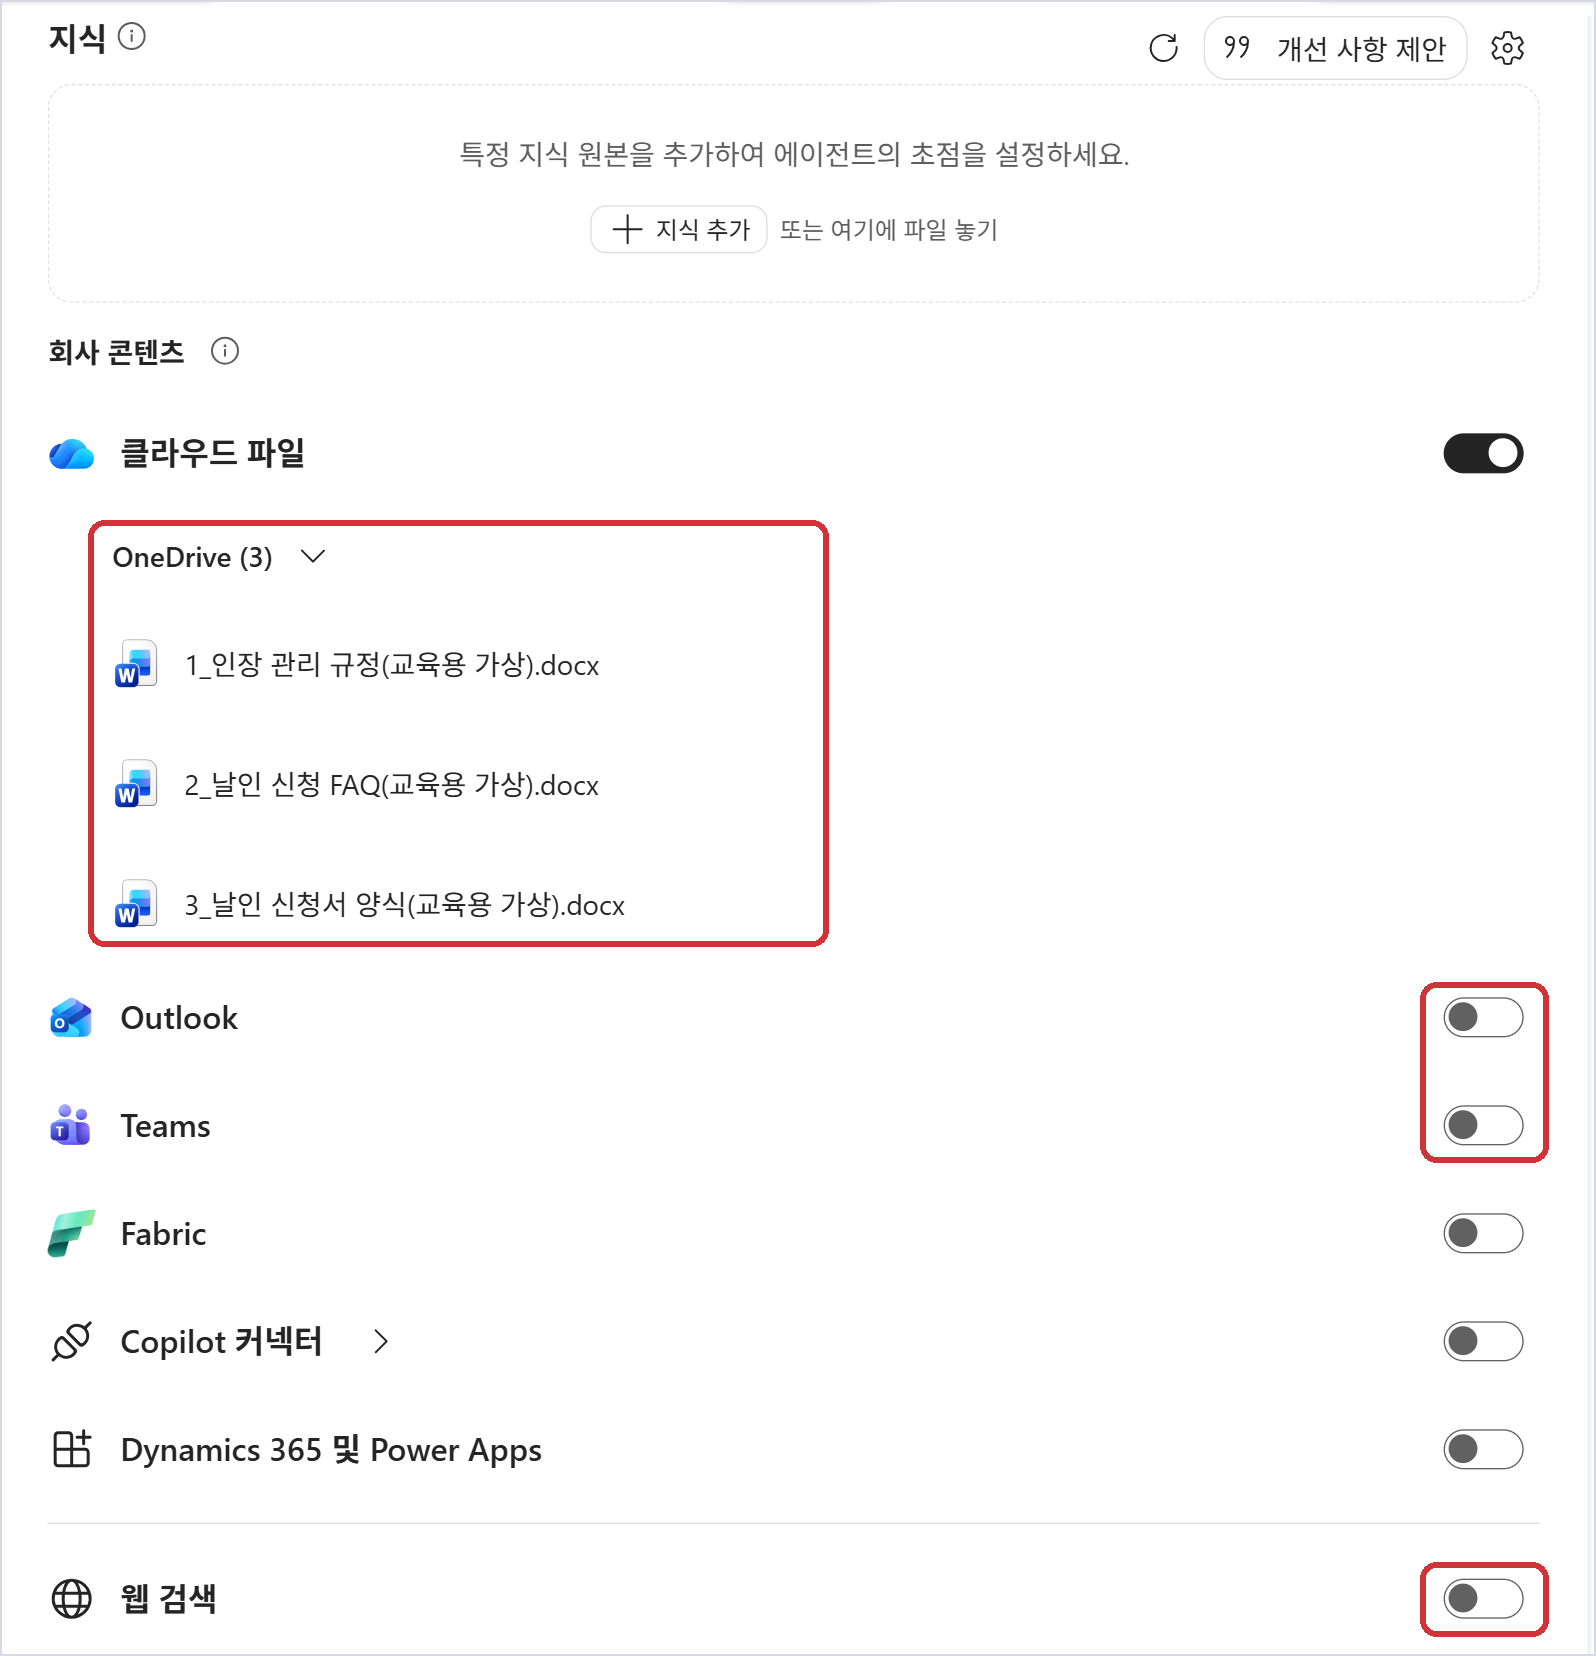 지식
개선 사항 제안
특정 지식 원본을 추가하여 에이전트의 초점을 설정하세요.
지식 추가 또는 여기에 파일 놓기
회사 콘텐츠
클라우드 파일
OneDrive (3)
1_인장 관리 규정(교육용 가상).docx
2_날인 신청 FAQ(교육용 가상).docx
3_날인 신청서 양식(교육용 가상).docx
Outlook
Teams
Fabric
Copilot 커넥터
Dynamics 365 및 Power Apps
웹 검색